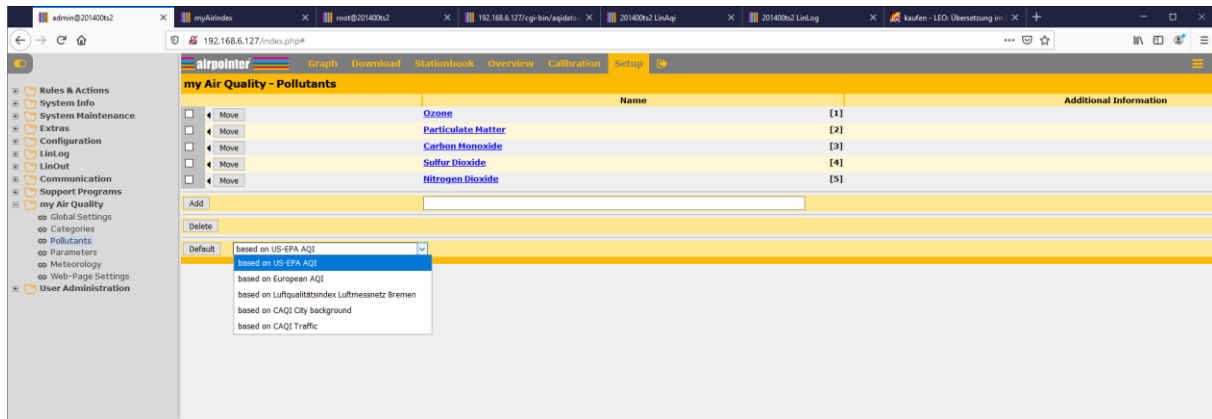 admin@201400ts2
myAirIndex
root@201400ts2
192.168.6.127/cgi-bin/aqidata.
201400ts2 LinAqi
201400ts2 LinLog
kaufen - LEO: Übersetzung im
192.168.6.127/index.php#
airpointer
Graph Download Stationbook Overview Calibration Setup
Rules & Actions
System Info
System Maintenance
Extras
Configuration
LinLog
LinOut
Communication
Support Programs
my Air Quality
Global Settings
Categories
Pollutants
Parameters
Meteorology
Web-Page Settings
User Administration
my Air Quality - Pollutants
Name Additional Information
Move Ozone [1]
Move Particulate Matter [2]
Move Carbon Monoxide [3]
Move Sulfur Dioxide [4]
Move Nitrogen Dioxide [5]
Add
Delete
Default based on US-EPA AQI
based on US-EPA AQI
based on European AQI
based on Luftqualitätsindex Luftmessnetz Bremen
based on CAQI City background
based on CAQI Traffic